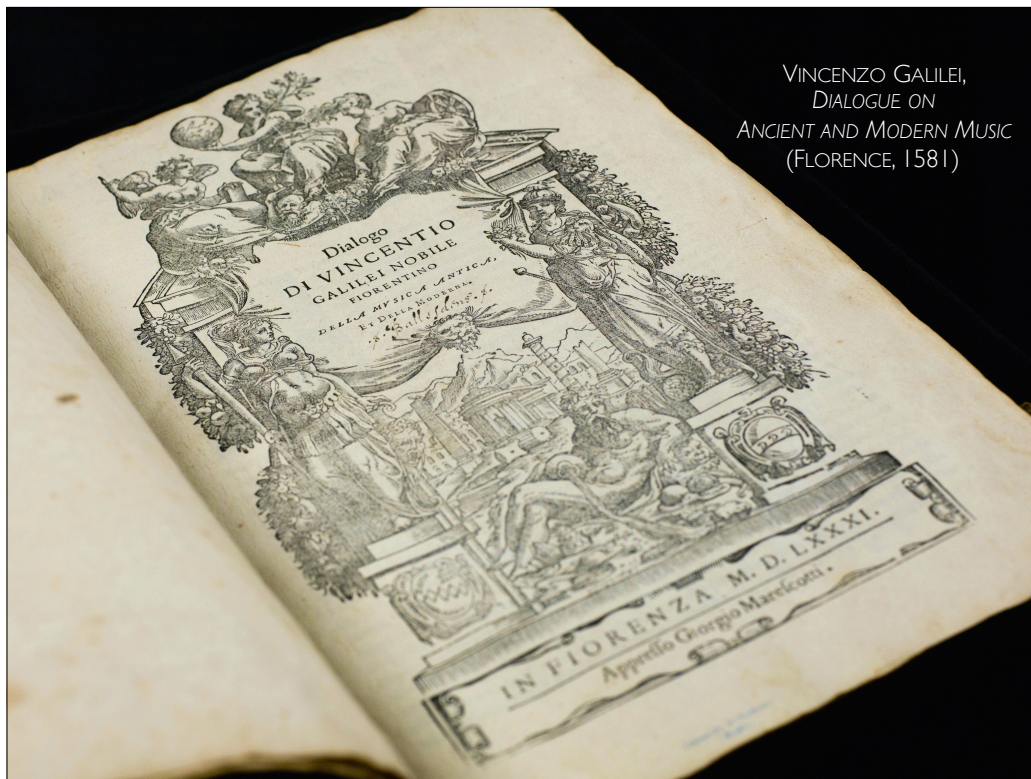 VINCENZO GALILEI,
DIALOGUE ON
ANCIENT AND MODERN MUSIC
(FLORENCE, 1581)
Dialogo
DI VINCENTIO
GALILEI NOBILE
FIORENTINO
DELLA MVSICA ANTICA,
ET DELLA MODERNA.
IN FIORENZA M. D. LXXXI.
Appresso Giorgio Marescotti.